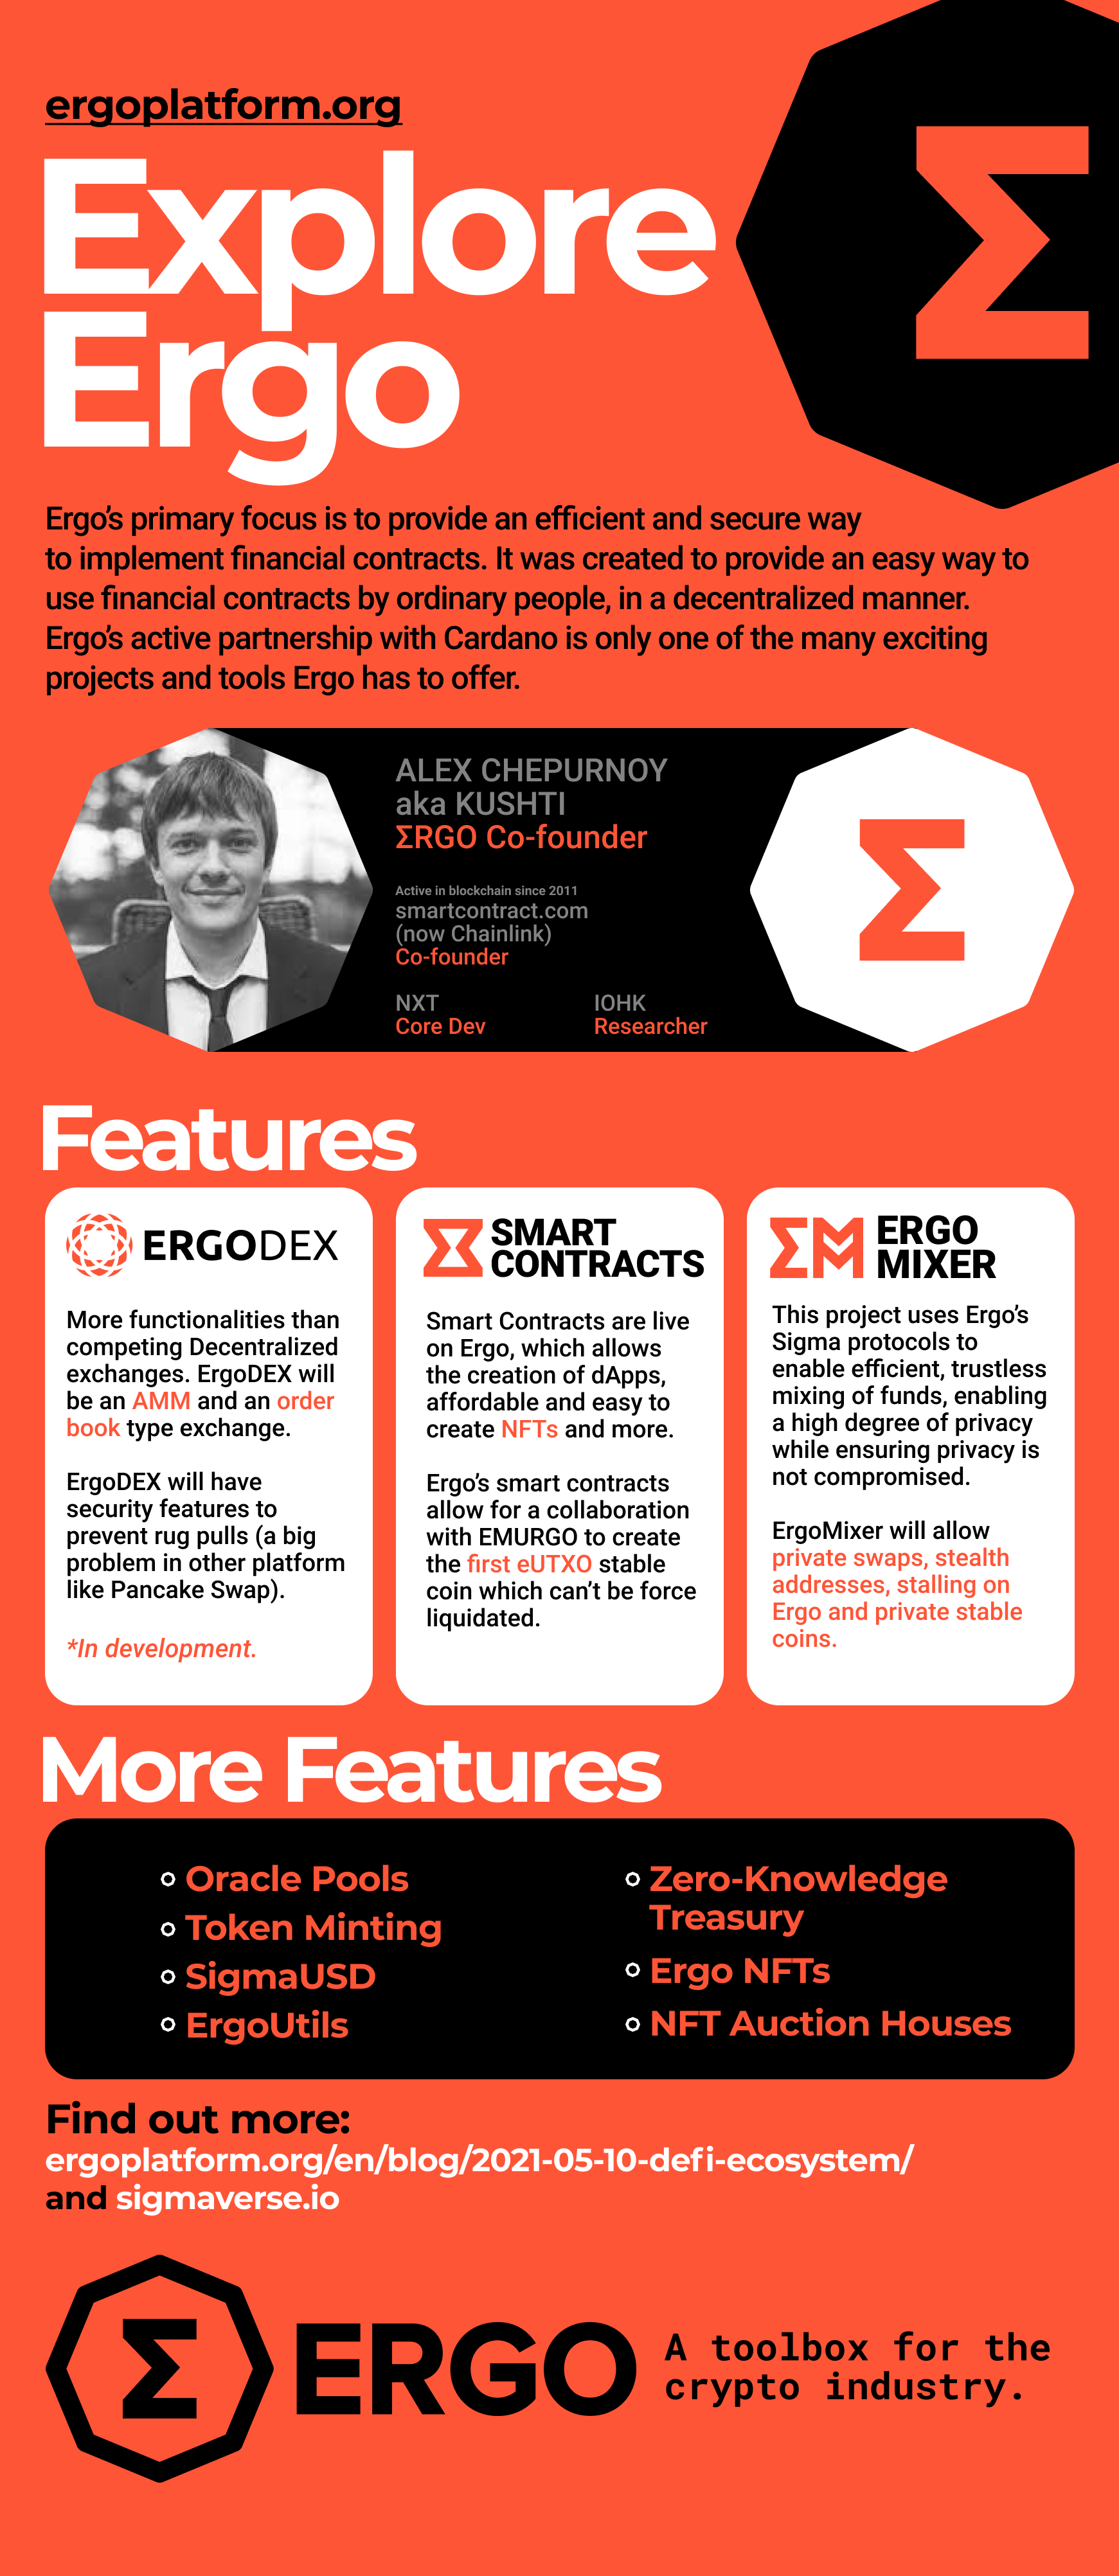 ergoplatform.org
Explore
Ergo
Ergo’s primary focus is to provide an efficient and secure way
to implement financial contracts. It was created to provide an easy way to
use financial contracts by ordinary people, in a decentralized manner.
Ergo’s active partnership with Cardano is only one of the many exciting
projects and tools Ergo has to offer.
ALEX CHEPURNOY
aka KUSHTI
ΣRGO Co-founder
Active in blockchain since 2011
smartcontract.com
(now Chainlink)
Co-founder
NXT
Core Dev
IOHK
Researcher
Σ
Features
ERGODEX
More functionalities than
competing Decentralized
exchanges. ErgoDEX will
be an AMM and an order
book type exchange.
ErgoDEX will have
security features to
prevent rug pulls (a big
problem in other platform
like Pancake Swap).
*In development.
SMART
CONTRACTS
Smart Contracts are live
on Ergo, which allows
the creation of dApps,
affordable and easy to
create NFTs and more.
Ergo’s smart contracts
allow for a collaboration
with EMURGO to create
the first eUTXO stable
coin which can’t be force
liquidated.
ΣM ERGO
MIXER
This project uses Ergo’s
Sigma protocols to
enable efficient, trustless
mixing of funds, enabling
a high degree of privacy
while ensuring privacy is
not compromised.
ErgoMixer will allow
private swaps, stealth
addresses, stalling on
Ergo and private stable
coins.
More Features
Oracle Pools
Token Minting
SigmaUSD
ErgoUtils
Zero-Knowledge
Treasury
Ergo NFTs
NFT Auction Houses
Find out more:
ergoplatform.org/en/blog/2021-05-10-defi-ecosystem/
and sigmaverse.io
Σ ERGO
A toolbox for the
crypto industry.